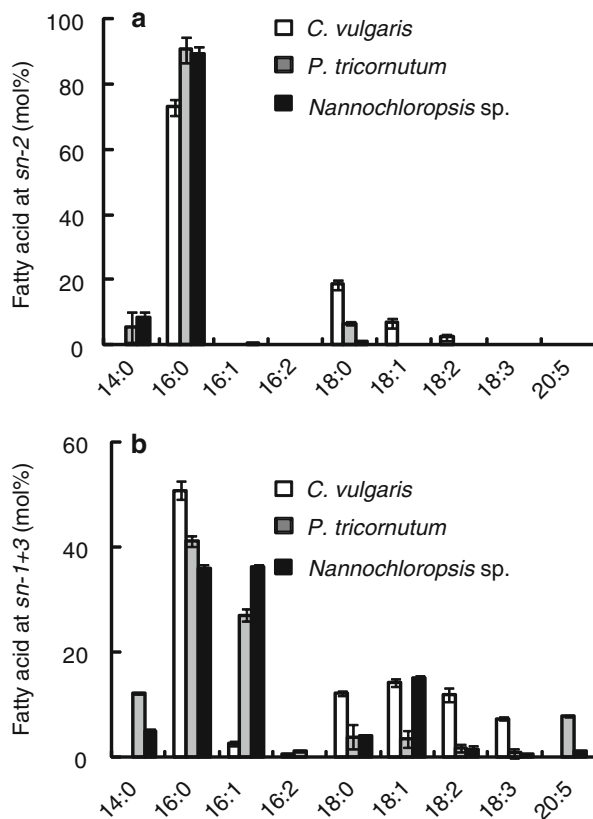 a
Fatty acid at sn-2 (mol%)
100
80
60
40
20
0
C. vulgaris
P. tricornutum
Nannochloropsis sp.
14:0 16:0 16:1 16:2 18:0 18:1 18:2 18:3 20:5
b
Fatty acid at sn-1+3 (mol%)
60
40
20
0
C. vulgaris
P. tricornutum
Nannochloropsis sp.
14:0 16:0 16:1 16:2 18:0 18:1 18:2 18:3 20:5